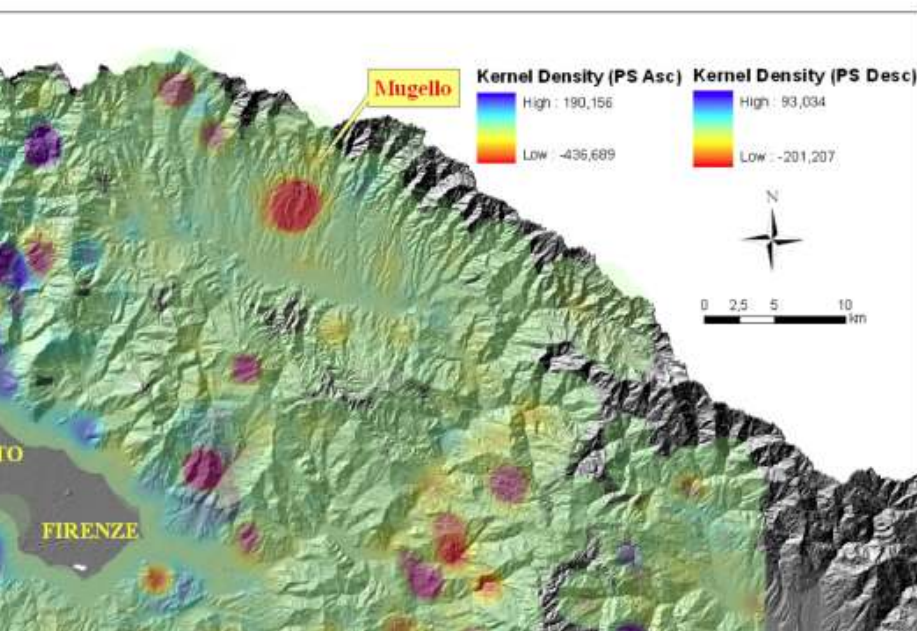 Mugello
Kernel Density (PS Asc)
High : 190,156
Low : -436,689
Kernel Density (PS Desc)
High : 93,034
Low : -201,207
N
0 2,5 5 10
km
TO
FIRENZE